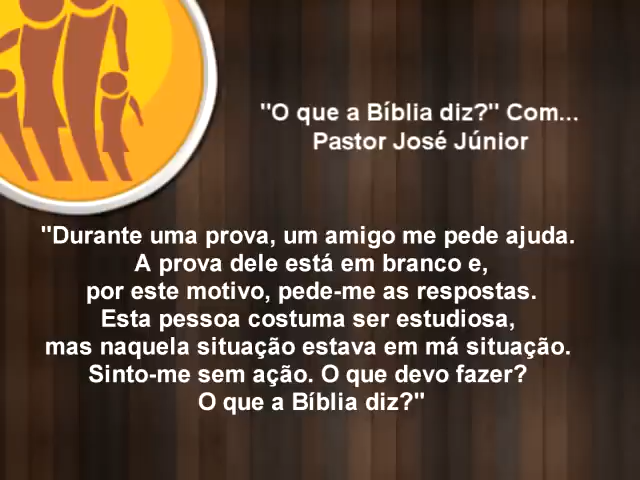 "O que a Bíblia diz?" Com...
Pastor José Júnior
"Durante uma prova, um amigo me pede ajuda.
A prova dele está em branco e,
por este motivo, pede-me as respostas.
Esta pessoa costuma ser estudiosa,
mas naquela situação estava em má situação.
Sinto-me sem ação. O que devo fazer?
O que a Bíblia diz?"